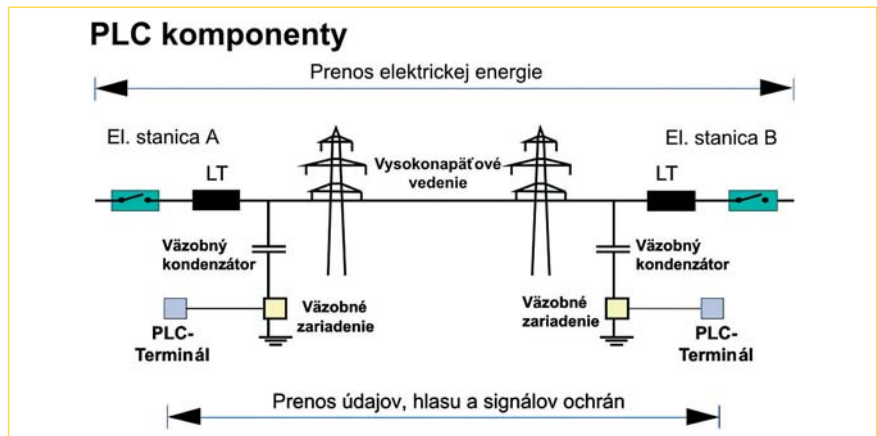 PLC komponenty
Prenos elektrickej energie
El. stanica A
El. stanica B
LT
Vysokonapäťové
vedenie
LT
Väzobný
kondenzátor
Väzobný
kondenzátor
Väzobné
zariadenie
Väzobné
zariadenie
PLC-
Terminál
PLC-
Terminál
Prenos údajov, hlasu a signálov ochrán